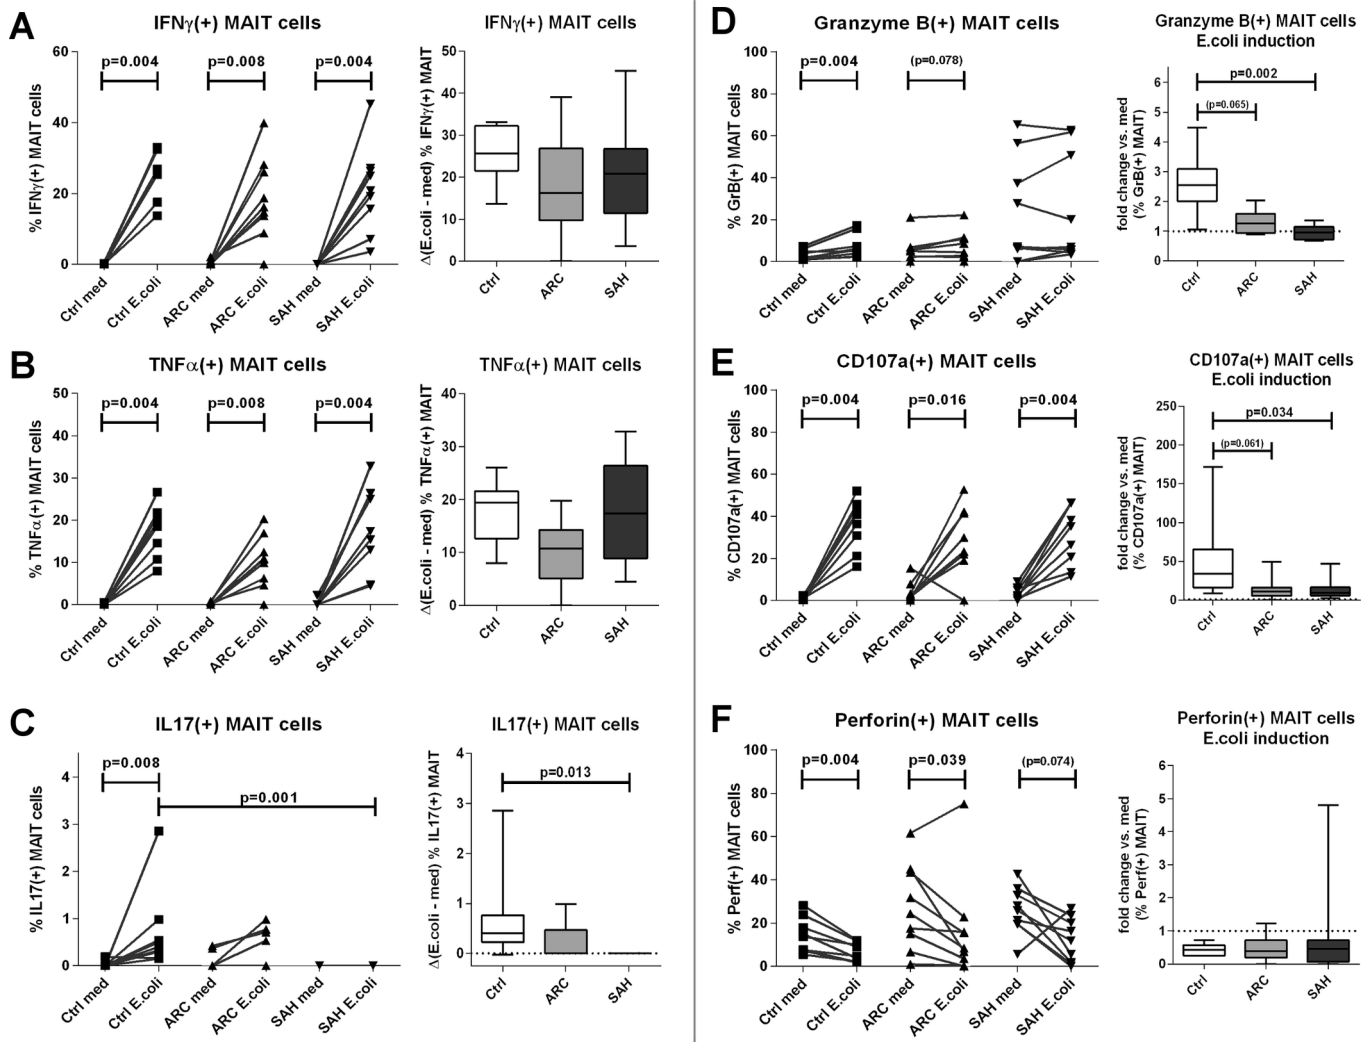 A
IFNγ(+) MAIT cells
% IFNγ(+) MAIT cells
60
40
20
0
p=0.004
p=0.008
p=0.004
Ctrl med
Ctrl E.coli
ARC med
ARC E.coli
SAH med
SAH E.coli
IFNγ(+) MAIT cells
Δ(E.coli - med) % IFNγ(+) MAIT
50
40
30
20
10
0
Ctrl
ARC
SAH
B
TNFα(+) MAIT cells
% TNFα(+) MAIT cells
50
40
30
20
10
0
p=0.004
p=0.008
p=0.004
Ctrl med
Ctrl E.coli
ARC med
ARC E.coli
SAH med
SAH E.coli
TNFα(+) MAIT cells
Δ(E.coli - med) % TNFα(+) MAIT
40
30
20
10
0
Ctrl
ARC
SAH
C
IL17(+) MAIT cells
% IL17(+) MAIT cells
4
3
2
1
0
p=0.008
p=0.001
Ctrl med
Ctrl E.coli
ARC med
ARC E.coli
SAH med
SAH E.coli
IL17(+) MAIT cells
Δ(E.coli - med) % IL17(+) MAIT
4
3
2
1
0
p=0.013
Ctrl
ARC
SAH
D
Granzyme B(+) MAIT cells
% GrB(+) MAIT cells
100
80
60
40
20
0
p=0.004
(p=0.078)
Ctrl med
Ctrl E.coli
ARC med
ARC E.coli
SAH med
SAH E.coli
Granzyme B(+) MAIT cells
E.coli induction
fold change vs. med
(% GrB(+) MAIT)
6
5
4
3
2
1
0
p=0.002
(p=0.065)
Ctrl
ARC
SAH
E
CD107a(+) MAIT cells
% CD107a(+) MAIT cells
100
80
60
40
20
0
p=0.004
p=0.016
p=0.004
Ctrl med
Ctrl E.coli
ARC med
ARC E.coli
SAH med
SAH E.coli
CD107a(+) MAIT cells
E.coli induction
fold change vs. med
(% CD107a(+) MAIT)
250
200
150
100
50
0
p=0.034
(p=0.061)
Ctrl
ARC
SAH
F
Perforin(+) MAIT cells
% Perf(+) MAIT cells
100
80
60
40
20
0
p=0.004
p=0.039
(p=0.074)
Ctrl med
Ctrl E.coli
ARC med
ARC E.coli
SAH med
SAH E.coli
Perforin(+) MAIT cells
E.coli induction
fold change vs. med
(% Perf(+) MAIT)
6
5
4
3
2
1
0
Ctrl
ARC
SAH